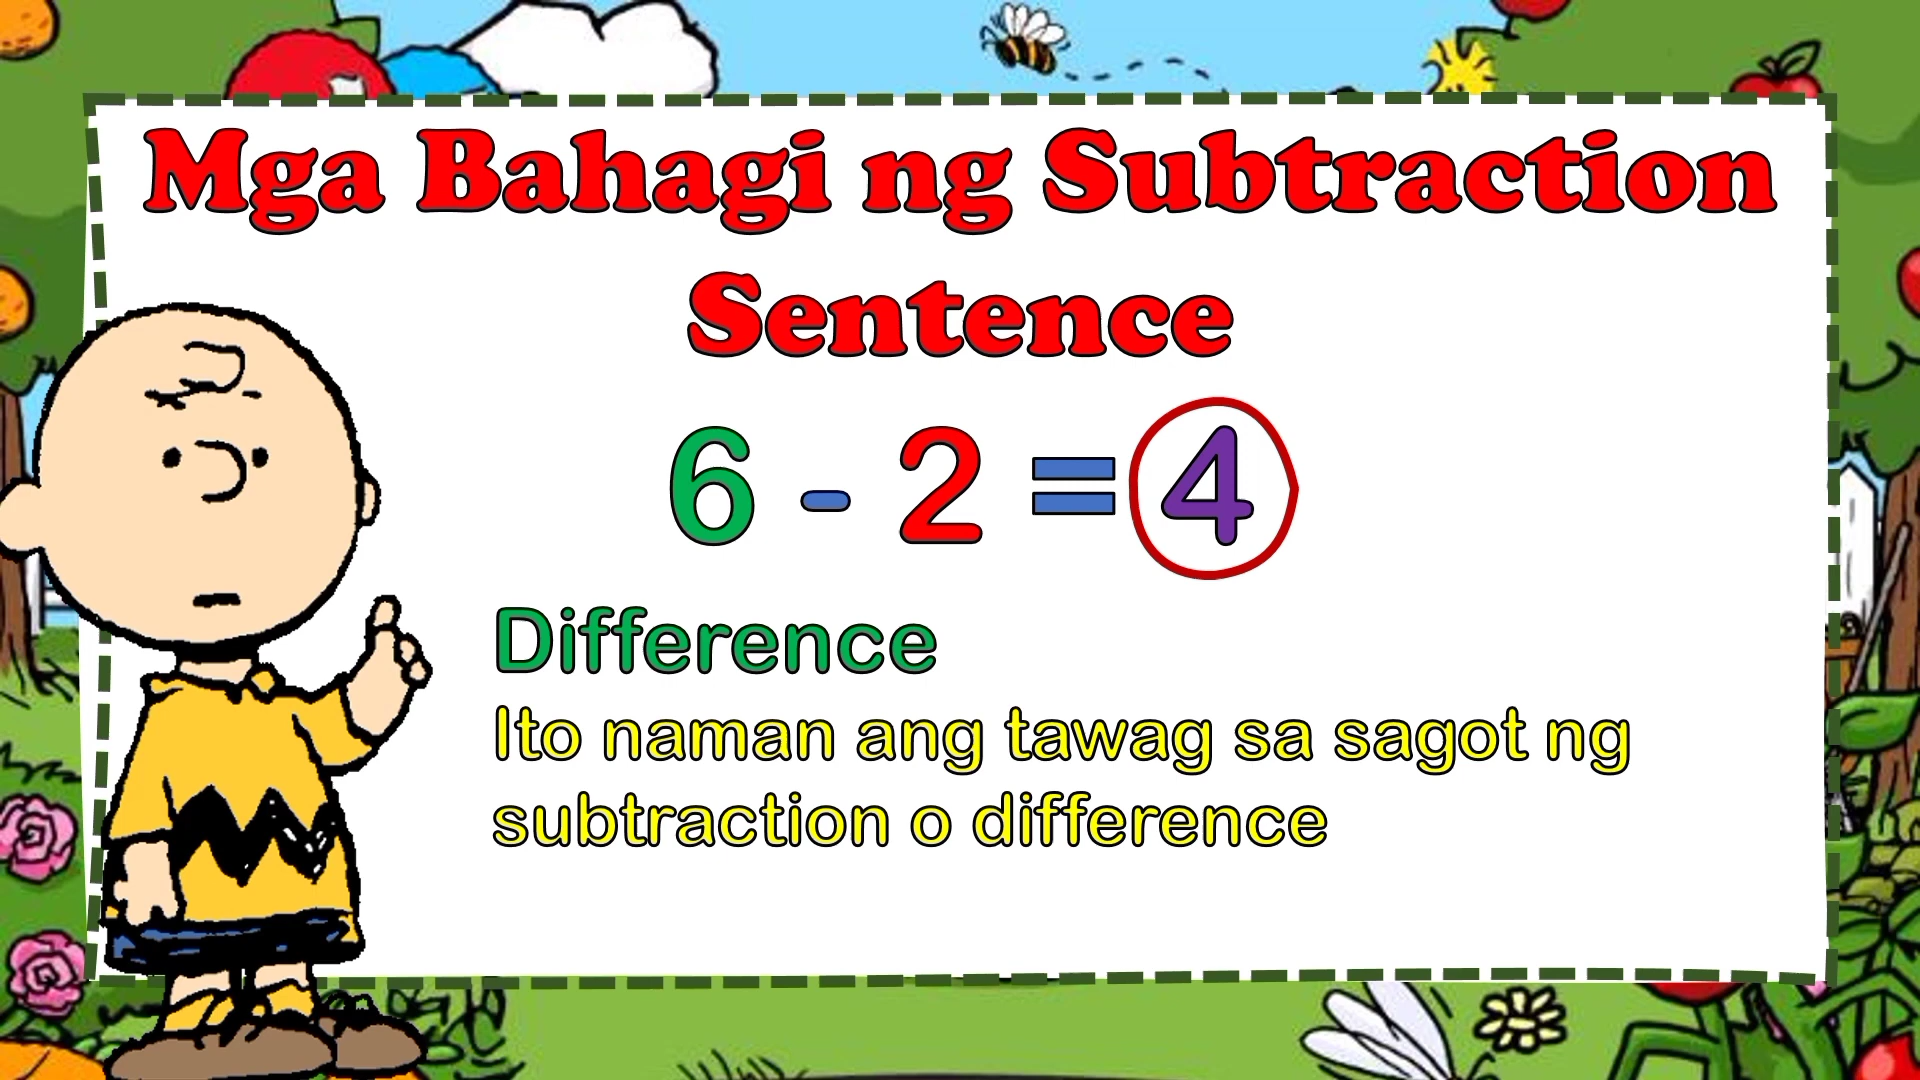 Mga Bahagi ng Subtraction
Sentence
6 - 2 = 4
Difference
Ito naman ang tawag sa sagot ng
subtraction o difference